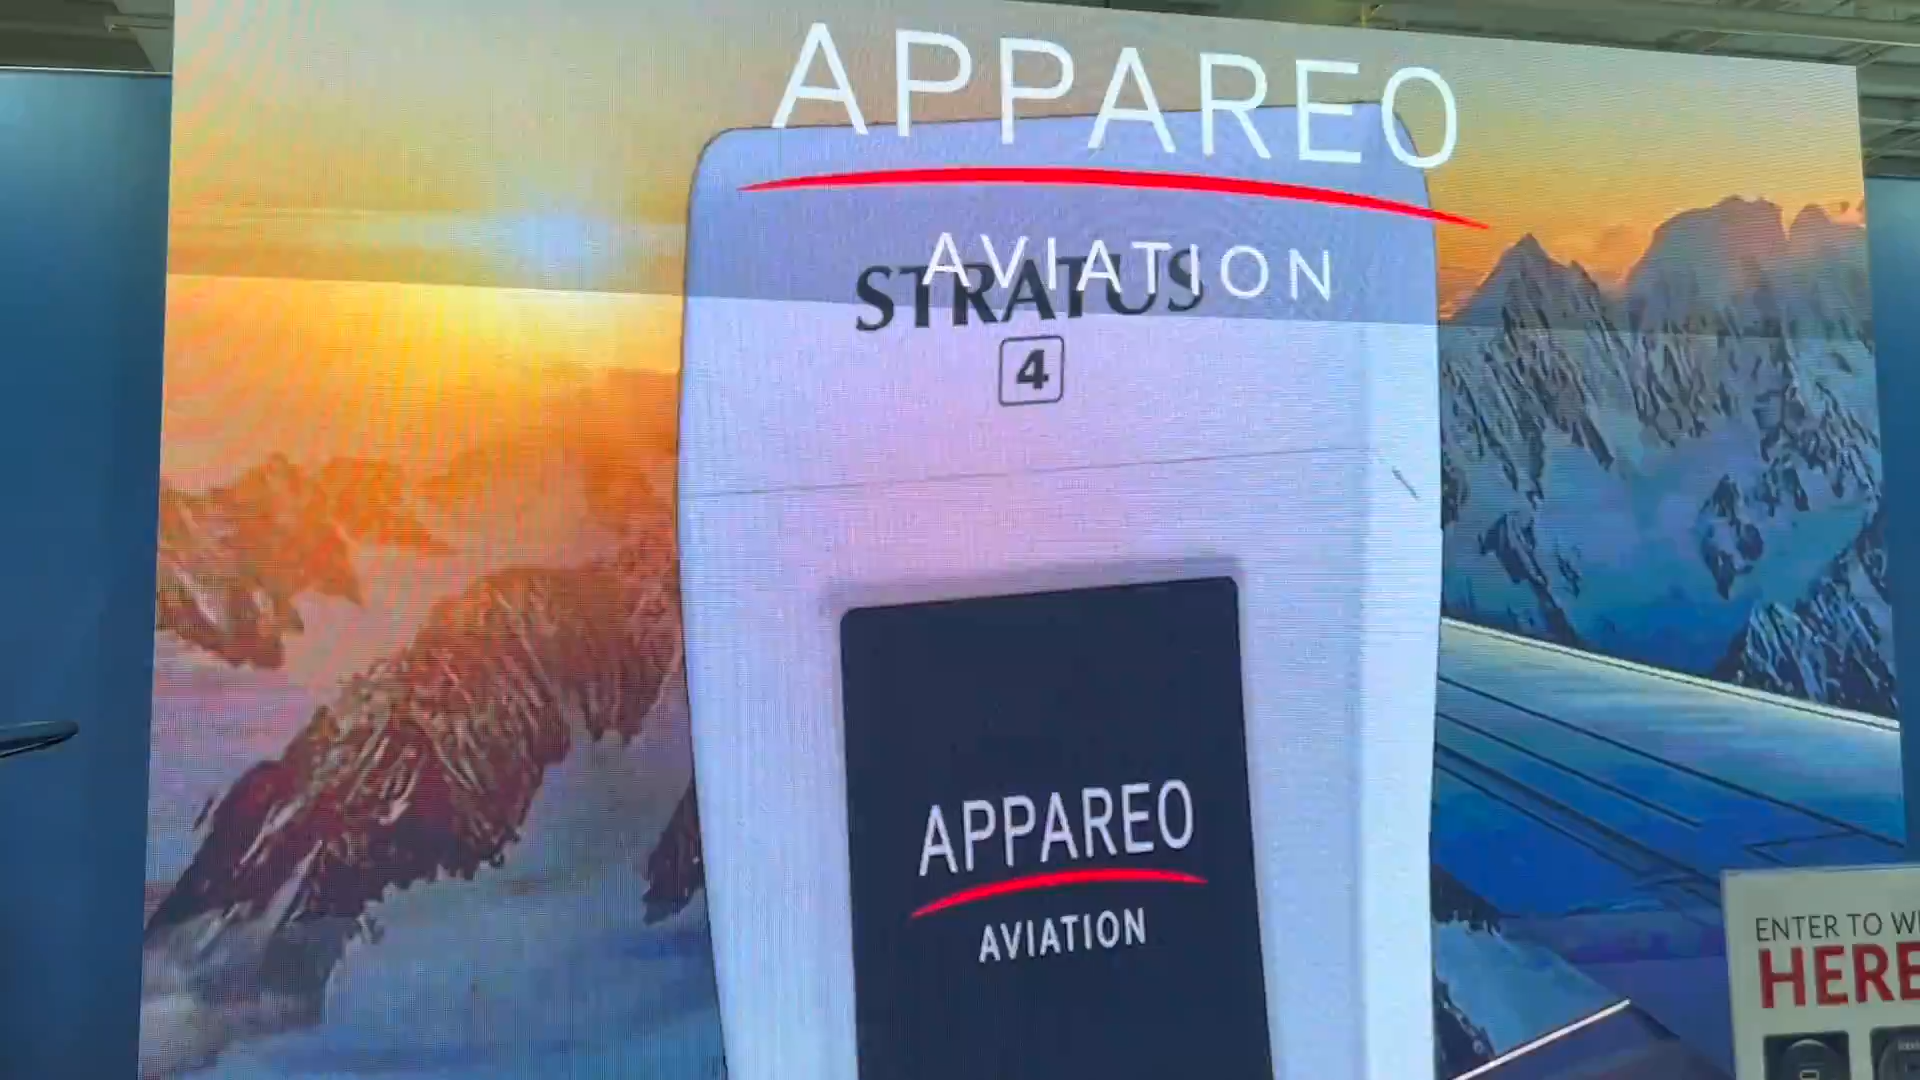 APPAREO
AVIATION
STRATUS
4
APPAREO
AVIATION
ENTER TO
HERE